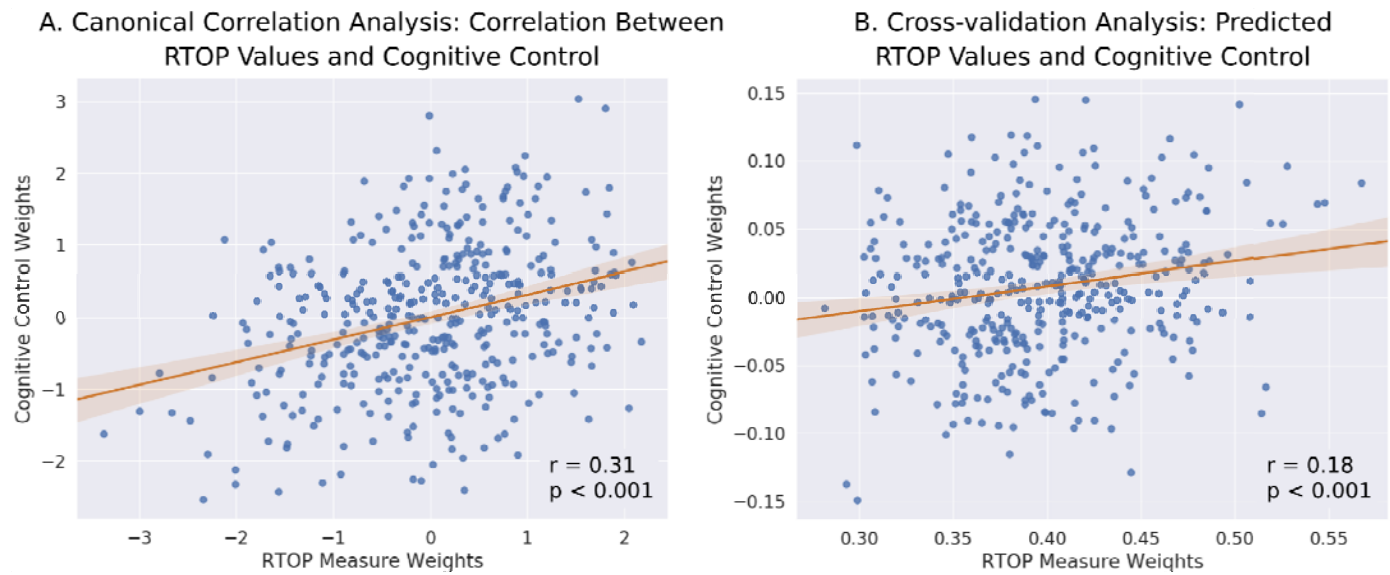 A. Canonical Correlation Analysis: Correlation Between
RTOP Values and Cognitive Control
3
2
1
0
−1
−2
Cognitive Control Weights
r = 0.31
p < 0.001
−3
−2
−1
0
1
2
RTOP Measure Weights
B. Cross-validation Analysis: Predicted
RTOP Values and Cognitive Control
0.15
0.10
0.05
0.00
−0.05
−0.10
−0.15
Cognitive Control Weights
r = 0.18
p < 0.001
0.30
0.35
0.40
0.45
0.50
0.55
RTOP Measure Weights